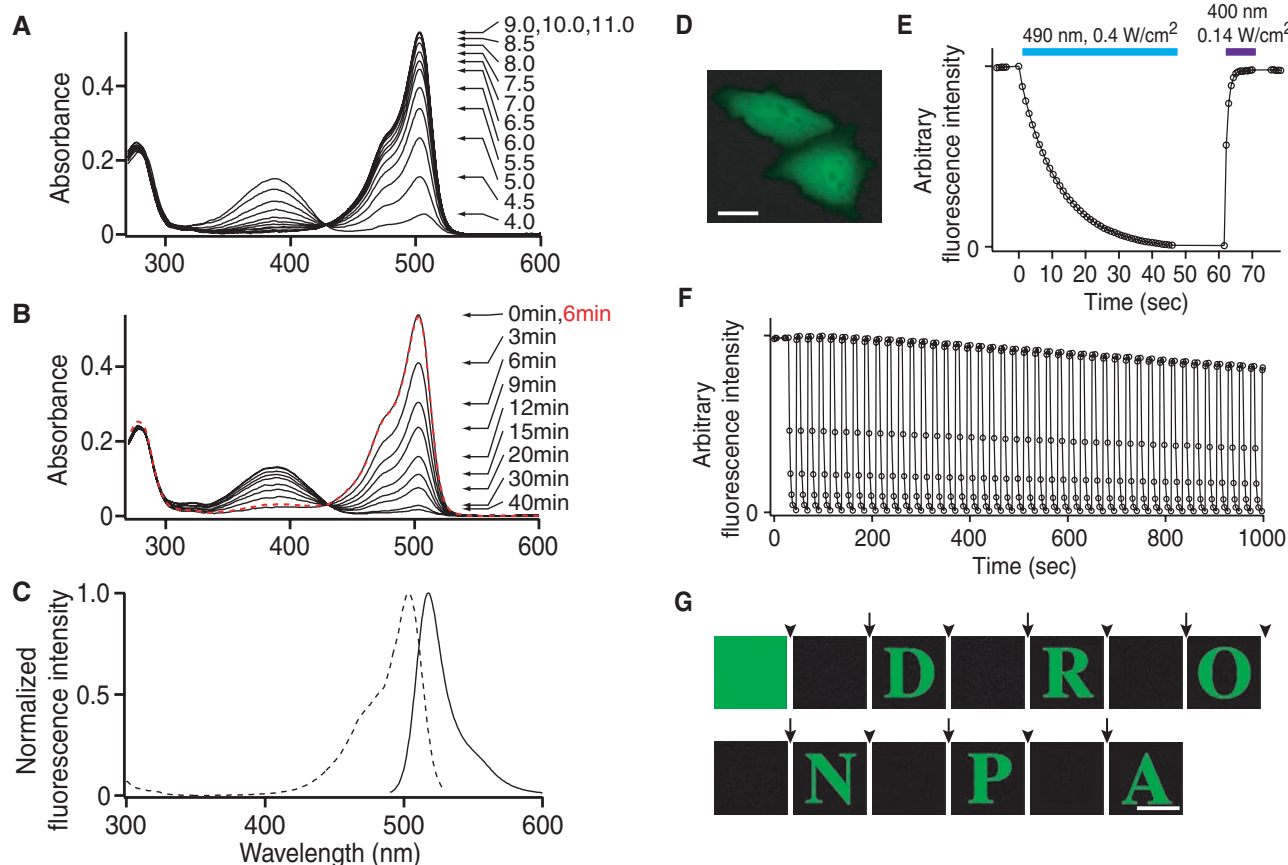 A
Absorbance
0.4
0.2
0
300 400 500 600
9.0,10.0,11.0
8.5
8.0
7.5
7.0
6.5
6.0
5.5
5.0
4.5
4.0
B
Absorbance
0.4
0.2
0
300 400 500 600
0min,6min
3min
6min
9min
12min
15min
20min
30min
40min
C
Normalized
fluorescence intensity
1.0
0.5
0
300 400 500 600
Wavelength (nm)
D
E
490 nm, 0.4 W/cm²
400 nm
0.14 W/cm²
Arbitrary
fluorescence intensity
0
0 10 20 30 40 50 60 70
Time (sec)
F
Arbitrary
fluorescence intensity
0
0 200 400 600 800 1000
Time (sec)
G
D R O
N P A